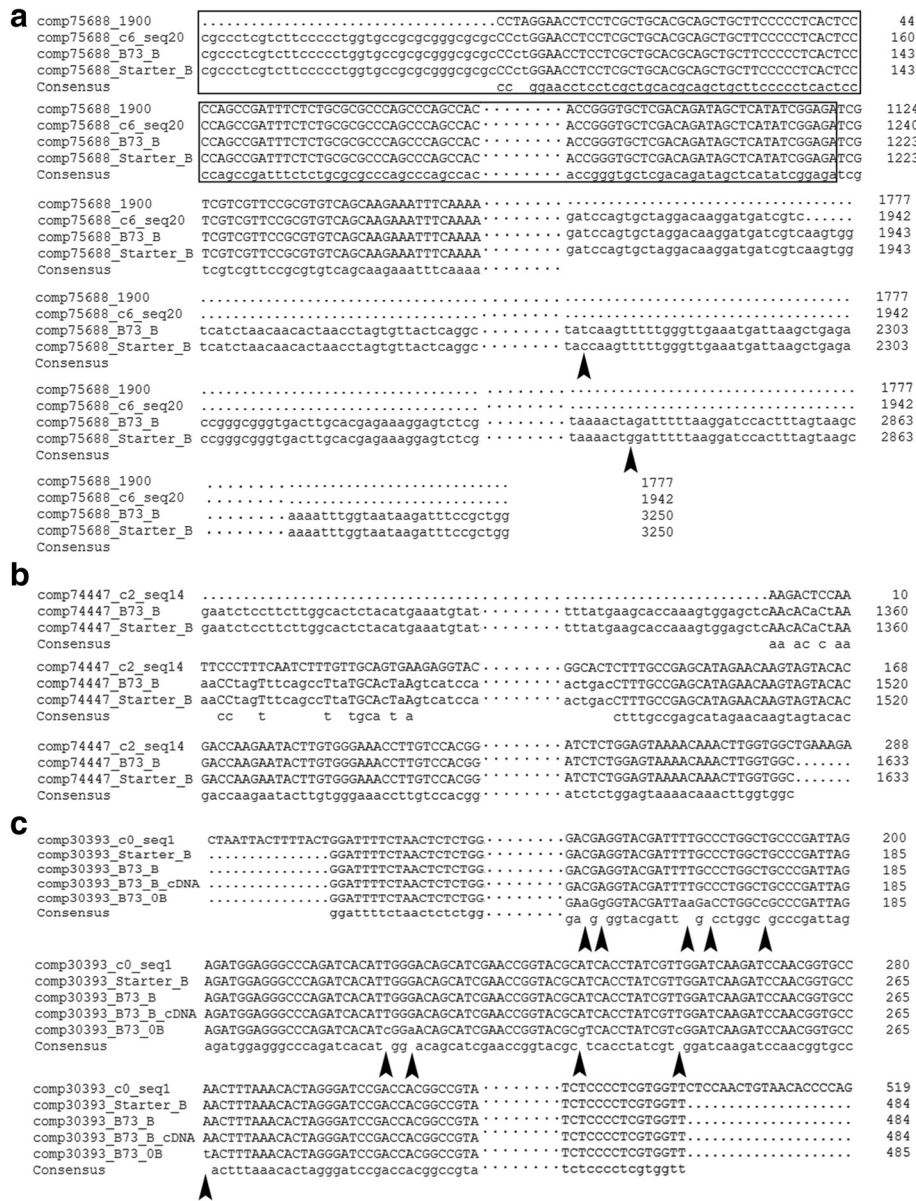 a
comp75688_1900 ............................................CCTAGGAACCTCCTCGCTGCACGCAGCTGCTTCCCCCTCACTCC 44
comp75688_c6_seq20 cgccctcgtcttcccccctggtgccgcgcgggcgcgcCCctGGAACCTCCTCGCTGCACGCAGCTGCTTCCCCCTCACTCC 160
comp75688_B73_B cgccctcgtcttcccccctggtgccgcgcgggcgcgcCCctGGAACCTCCTCGCTGCACGCAGCTGCTTCCCCCTCACTCC 143
comp75688_Starter_B cgccctcgtcttcccccctggtgccgcgcgggcgcgcCCctGGAACCTCCTCGCTGCACGCAGCTGCTTCCCCCTCACTCC 143
Consensus cc ggaacctcctcgctgcacgcagctgcttccccctcactcc
comp75688_1900 CCAGCCGATTTCTCTGCGCGCCCAGCCCAGCCAC ········ ACCGGGTGCTCGACAGATAGCTCATATCGGAGATCG 1124
comp75688_c6_seq20 CCAGCCGATTTCTCTGCGCGCCCAGCCCAGCCAC ········ ACCGGGTGCTCGACAGATAGCTCATATCGGAGATCG 1240
comp75688_B73_B CCAGCCGATTTCTCTGCGCGCCCAGCCCAGCCAC ········ ACCGGGTGCTCGACAGATAGCTCATATCGGAGATCG 1223
comp75688_Starter_B CCAGCCGATTTCTCTGCGCGCCCAGCCCAGCCAC ········ ACCGGGTGCTCGACAGATAGCTCATATCGGAGATCG 1223
Consensus ccagccgatttctctgcgcgcccagcccagccac accgggtgctcgacagatagctcatatcggagatcg
comp75688_1900 TCGTCGTTCCGCGTGTCAGCAAGAAATTTCAAAA ········ .................................... 1777
comp75688_c6_seq20 .................................. ········ gatccagtgctaggacaaggatgatcgtc...... 1942
comp75688_B73_B TCGTCGTTCCGCGTGTCAGCAAGAAATTTCAAAA ········ gatccagtgctaggacaaggatgatcgtcaagtgg 1943
comp75688_Starter_B TCGTCGTTCCGCGTGTCAGCAAGAAATTTCAAAA ········ gatccagtgctaggacaaggatgatcgtcaagtgg 1943
Consensus tcgtcgttccgcgtgtcagcaagaaatttcaaaa
comp75688_1900 .................................. ········ .................................... 1777
comp75688_c6_seq20 .................................. ········ .................................... 1942
comp75688_B73_B tcatctaacaacactaacctagtgttactcaggc ········ tatcaagtttttgggttgaaatgattaagctgaga 2303
comp75688_Starter_B tcatctaacaacactaacctagtgttactcaggc ········ taccaagtttttgggttgaaatgattaagctgaga 2303
Consensus
comp75688_1900 .................................. ········ .................................... 1777
comp75688_c6_seq20 .................................. ········ .................................... 1942
comp75688_B73_B ccgggcgggtgacttgcacgagaaaggagtctcg ········ taaaactagatttttaaggatccactttagtaagc 2863
comp75688_Starter_B ccgggcgggtgacttgcacgagaaaggagtctcg ········ taaaactggatttttaaggatccactttagtaagc 2863
Consensus
comp75688_1900 ········ ........................... 1777
comp75688_c6_seq20 ········ ........................... 1942
comp75688_B73_B ········ aaaatttggtaataagatttccgctgg 3250
comp75688_Starter_B ········ aaaatttggtaataagatttccgctgg 3250
Consensus
b
comp74447_c2_seq14 .................................. ········ ..........................AAGACTCCAA 10
comp74447_B73_B gaatctccttcttggcactctacatgaaatgtat ········ tttatgaagcaccaaagtggagctcAACACACTAA 1360
comp74447_Starter_B gaatctccttcttggcactctacatgaaatgtat ········ tttatgaagcaccaaagtggagctcAACACACtAA 1360
Consensus aa ac c aa
comp74447_c2_seq14 TTCCCTTTCAATCTTTGTTGCAGTGAAGAGGTAC ········ GGCACTCTTTGCCGAGCATAGAACAAGTAGTACAC 168
comp74447_B73_B aaCCtagTttcagccTtaTGCActaAgtcatcca ········ actgacCTTTGCCGAGCATAGAACAAGTAGTACAC 1520
comp74447_Starter_B aaCCtagTttcagccTtaTGCActaAgtcatcca ········ actgacCTTTGCCGAGCATAGAACAAGTAGTACAC 1520
Consensus cc t t tgca t a ctttgccgagcatagaacaagtagtacac
comp74447_c2_seq14 GACCAAGAATACTTGTGGGAAACCTTGTCCACGG ········ ATCTCTGGAGTAAAACAAACTTGGTGGCTGAAAGA 288
comp74447_B73_B GACCAAGAATACTTGTGGGAAACCTTGTCCACGG ········ ATCTCTGGAGTAAAACAAACTTGGTGGC....... 1633
comp74447_Starter_B GACCAAGAATACTTGTGGGAAACCTTGTCCACGG ········ ATCTCTGGAGTAAAACAAACTTGGTGGC....... 1633
Consensus gaccaagaatacttgtgggaaaccttgtccacgg atctctggagtaaaacaaacttggtggc
c
comp30393_c0_seq1 CTAATTACTTTTACTGGATTTTCTAACTCTCTGG ········ GACGAGGTACGATTTTGCCCTGGCTGCCCGATTAG 200
comp30393_Starter_B ...............GGATTTTCTAACTCTCTGG ········ GACGAGGTACGATTTTGCCCTGGCTGCCCGATTAG 185
comp30393_B73_B ...............GGATTTTCTAACTCTCTGG ········ GACGAGGTACGATTTTGCCCTGGCTGCCCGATTAG 185
comp30393_B73_B_cDNA ...............GGATTTTCTAACTCTCTGG ········ GACGAGGTACGATTTTGCCCTGGCTGCCCGATTAG 185
comp30393_B73_0B ...............GGATTTTCTAACTCTCTGG ········ GAaGgGGTACGATTaaGaCCTGGCcGCCCGATTAG 185
Consensus ggattttctaactctctgg ga g ggtacgatt g cctggc gcccgattag
comp30393_c0_seq1 AGATGGAGGGCCCAGATCACATTGGGACAGCATCGAACCGGTACGCATCACCTATCGTTGGATCAAGATCCAACGGTGCC 280
comp30393_Starter_B AGATGGAGGGCCCAGATCACATTGGGACAGCATCGAACCGGTACGCATCACCTATCGTTGGATCAAGATCCAACGGTGCC 265
comp30393_B73_B AGATGGAGGGCCCAGATCACATTGGGACAGCATCGAACCGGTACGCATCACCTATCGTTGGATCAAGATCCAACGGTGCC 265
comp30393_B73_B_cDNA AGATGGAGGGCCCAGATCACATTGGGACAGCATCGAACCGGTACGCATCACCTATCGTTGGATCAAGATCCAACGGTGCC 265
comp30393_B73_0B AGATGGAGGGCCCAGATCACATcGGaACAGCATCGAACCGGTACGCgTCACCTATCGTcGGATCAAGATCCAACGGTGCC 265
Consensus agatggagggcccagatcacat gg acagcatcgaaccggtacgc tcacctatcgt ggatcaagatccaacggtgcc
comp30393_c0_seq1 AACTTTAAACACTAGGGATCCGACCACGGCCGTA ········ TCTCCCCTCGTGGTTCTCCAACTGTAACACCCCAG 519
comp30393_Starter_B AACTTTAAACACTAGGGATCCGACCACGGCCGTA ········ TCTCCCCTCGTGGTT.................... 484
comp30393_B73_B AACTTTAAACACTAGGGATCCGACCACGGCCGTA ········ TCTCCCCTCGTGGTT.................... 484
comp30393_B73_B_cDNA AACTTTAAACACTAGGGATCCGACCACGGCCGTA ········ TCTCCCCTCGTGGTT.................... 484
comp30393_B73_0B tACTTTAAACACTAGGGATCCGACCACGGCCGTA ········ TCTCCCCTCGTGGTT.................... 485
Consensus actttaaacactagggatccgaccacggccgta tctcccctcgtggtt